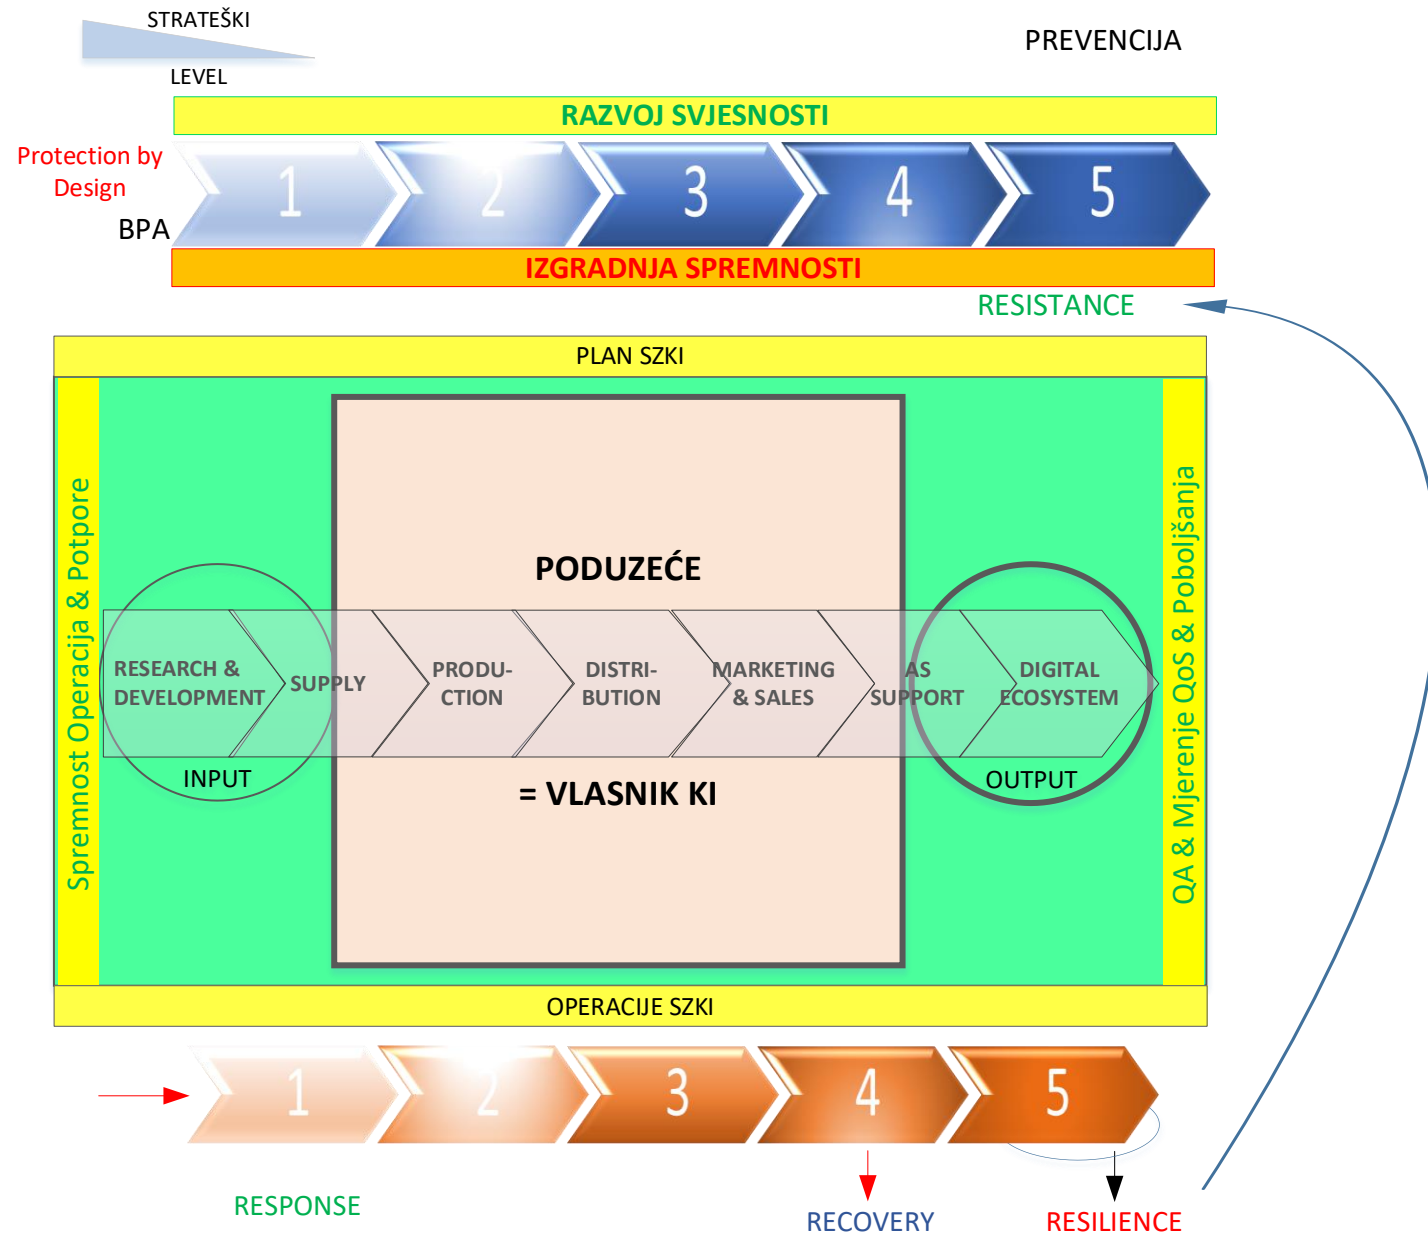 STRATEŠKI
LEVEL
PREVENCIJA
RAZVOJ SVJESNOSTI
Protection by
Design
BPA
1 2 3 4 5
IZGRADNJA SPREMNOSTI
RESISTANCE
PLAN SZKI
Spremnost Operacija & Potpore
PODUZEĆE
RESEARCH &
DEVELOPMENT
SUPPLY
PRODU-
CTION
DISTRI-
BUTION
MARKETING
& SALES
AS
SUPPORT
DIGITAL
ECOSYSTEM
INPUT
= VLASNIK KI
OUTPUT
QA & Mjerenje QoS & Poboljšanja
OPERACIJE SZKI
1 2 3 4 5
RESPONSE
RECOVERY
RESILIENCE